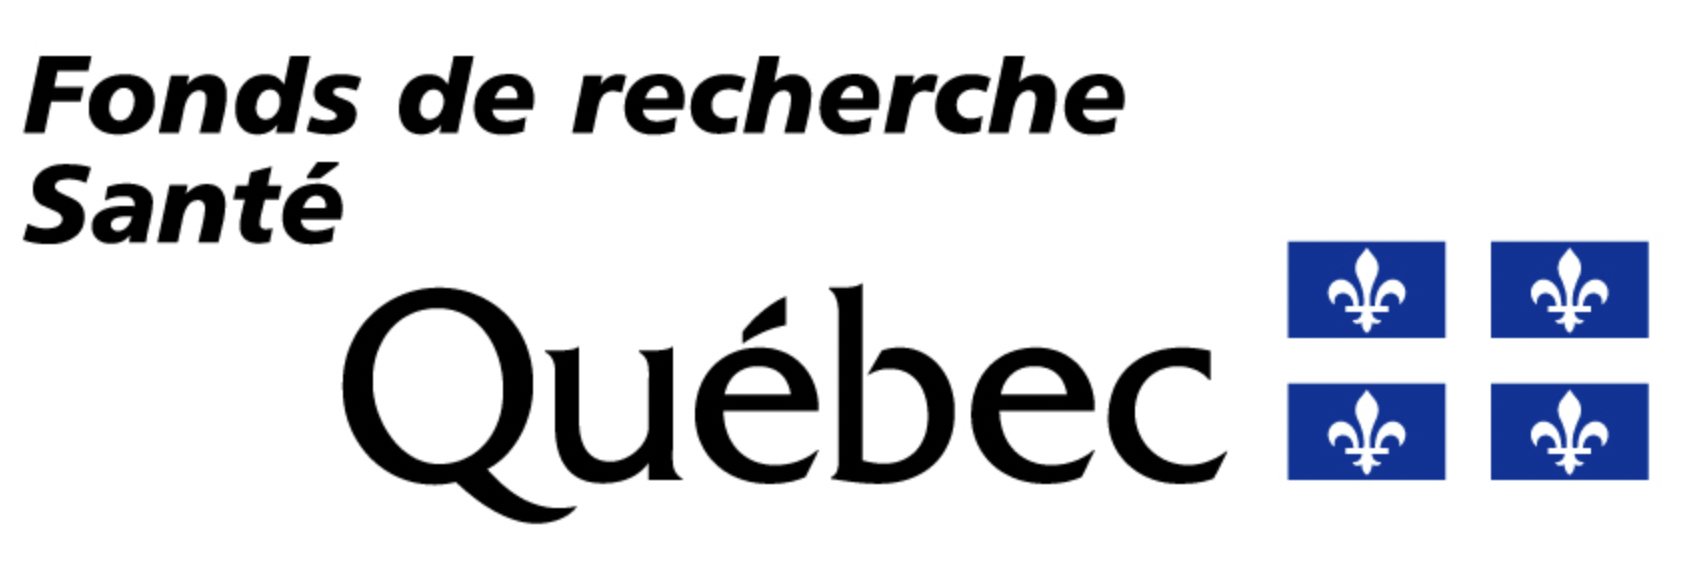 Fonds de recherche
Santé
Québec